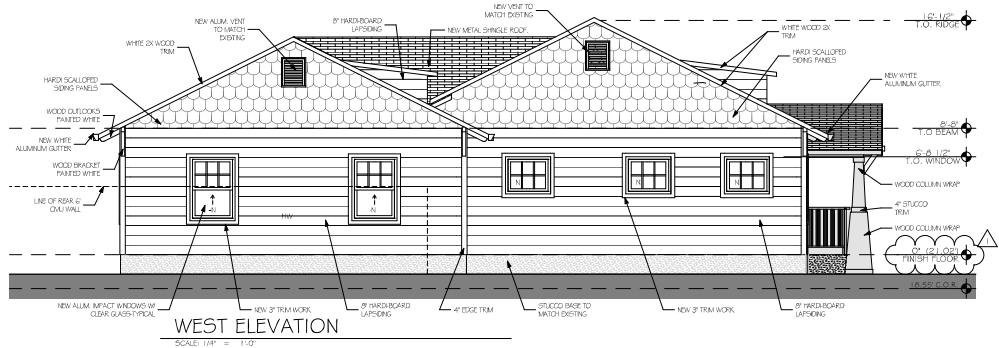 NEW ALUM. VENT
TO MATCH
EXISTING
8" HARDI-BOARD
LAPSIDING
NEW METAL SHINGLE ROOF.
NEW VENT TO
MATCH EXISTING
16'-1/2"
T.O. RIDGE
WHITE WOOD 2X
TRIM
WHITE 2X WOOD
TRIM
HARDI SCALLOPED
SIDING PANELS
HARDI SCALLOPED
SIDING PANELS
NEW WHITE
ALUMINUM GUTTER
WOOD OUTLOOKS
PAINTED WHITE
NEW WHITE
ALUMINUM GUTTER
8'-8"
T.O BEAM
6'-8 1/2"
T.O. WINDOW
WOOD BRACKET
PAINTED WHITE
LINE OF REAR 6'
CMU WALL
N
N
N
N
N
HW
WOOD COLUMN WRAP
4" STUCCO
TRIM
WOOD COLUMN WRAP
1
0" (21.02')
FINISH FLOOR
18.55' C.O.R.
NEW ALUM. IMPACT WINDOWS W/
CLEAR GLASS-TYPICAL
NEW 3" TRIM WORK
8" HARDI-BOARD
LAPSIDING
4" EDGE TRIM
STUCCO BASE TO
MATCH EXISTING
NEW 3" TRIM WORK
8" HARDI-BOARD
LAPSIDING
WEST ELEVATION
SCALE: 1/4" = 1'-0"